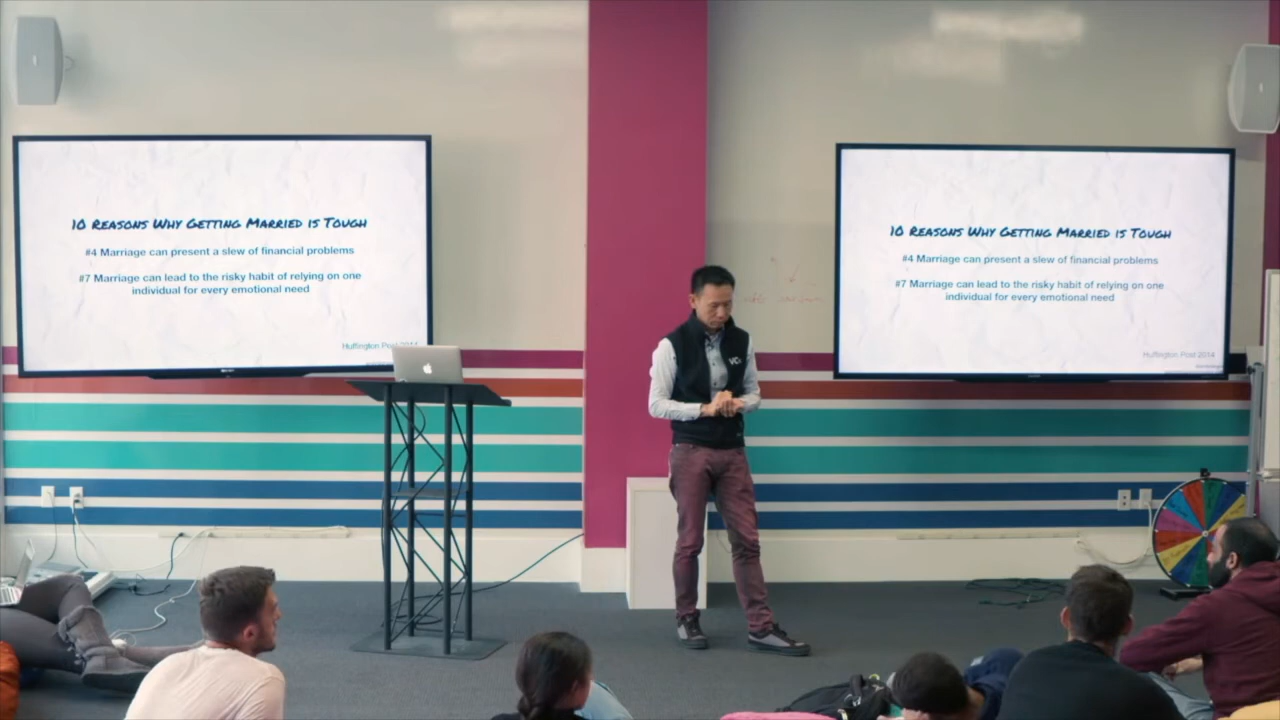 10 Reasons Why Getting Married is Tough
#4 Marriage can present a slew of financial problems
#7 Marriage can lead to the risky habit of relying on one
individual for every emotional need
Huffington Post 2014
10 Reasons Why Getting Married is Tough
#4 Marriage can present a slew of financial problems
#7 Marriage can lead to the risky habit of relying on one
individual for every emotional need
Huffington Post 2014